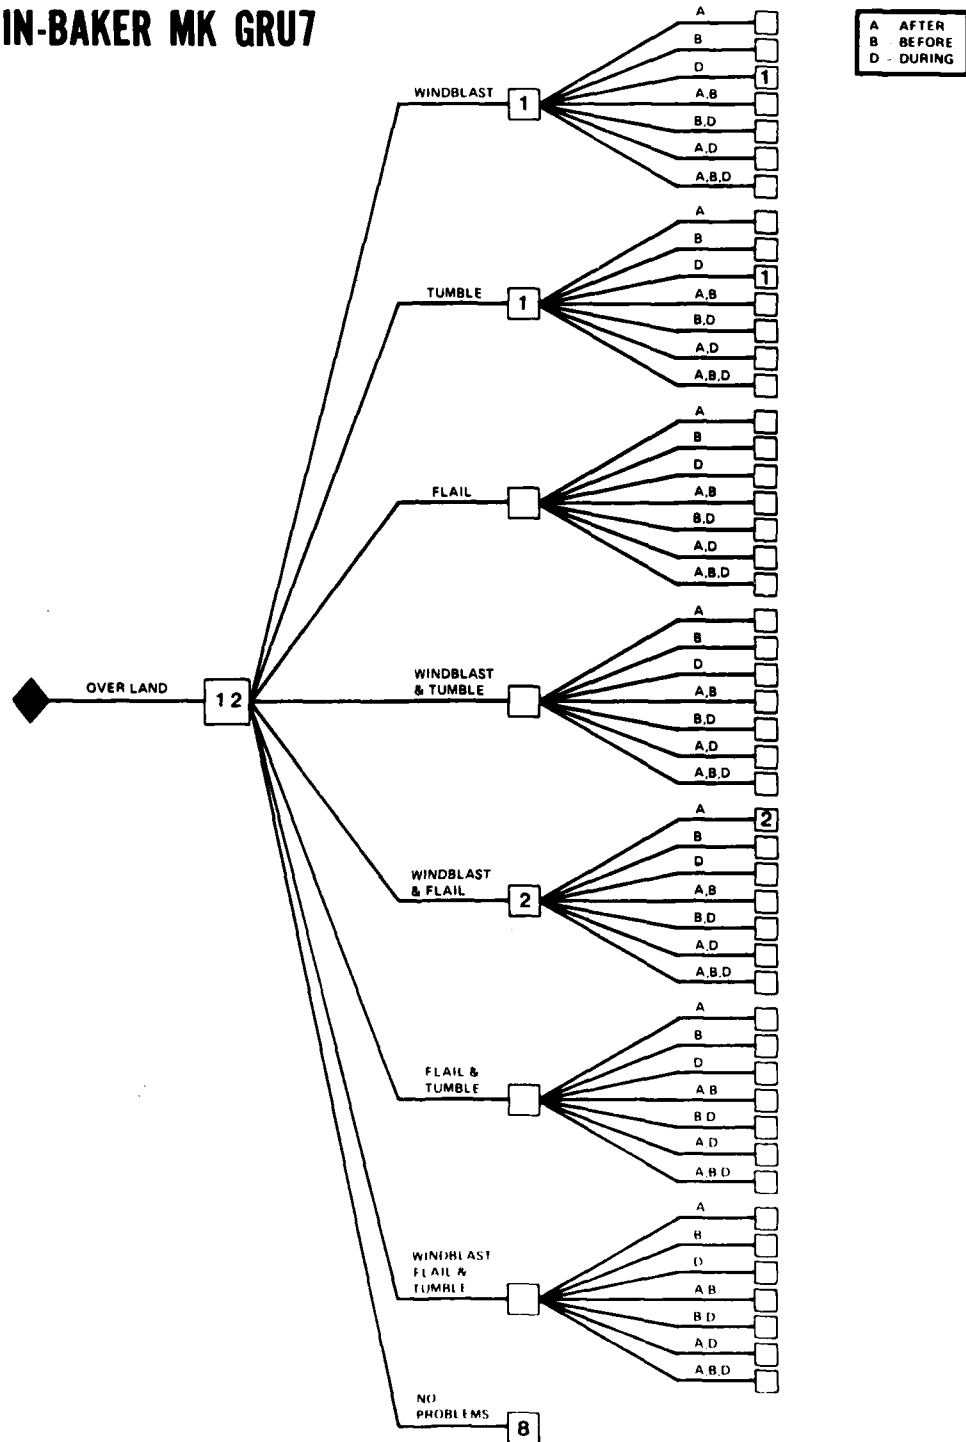 IN-BAKER MK GRU7
A AFTER
B - BEFORE
D - DURING
OVER LAND
12
WINDBLAST
1
A
B
D
1
A,B
B,D
A,D
A,B,D
TUMBLE
1
A
B
D
1
A,B
B,D
A,D
A,B,D
FLAIL
A
B
D
A,B
B,D
A,D
A,B,D
WINDBLAST
& TUMBLE
A
B
D
A,B
B,D
A,D
A,B,D
WINDBLAST
& FLAIL
2
A
2
B
D
A,B
B,D
A,D
A,B,D
FLAIL &
TUMBLE
A
B
D
A B
B D
A,D
A,B D
WINDBLAST
FLAIL &
TUMBLE
A
B
D
A B
B D
A,D
A,B,D
NO
PROBLEMS
8